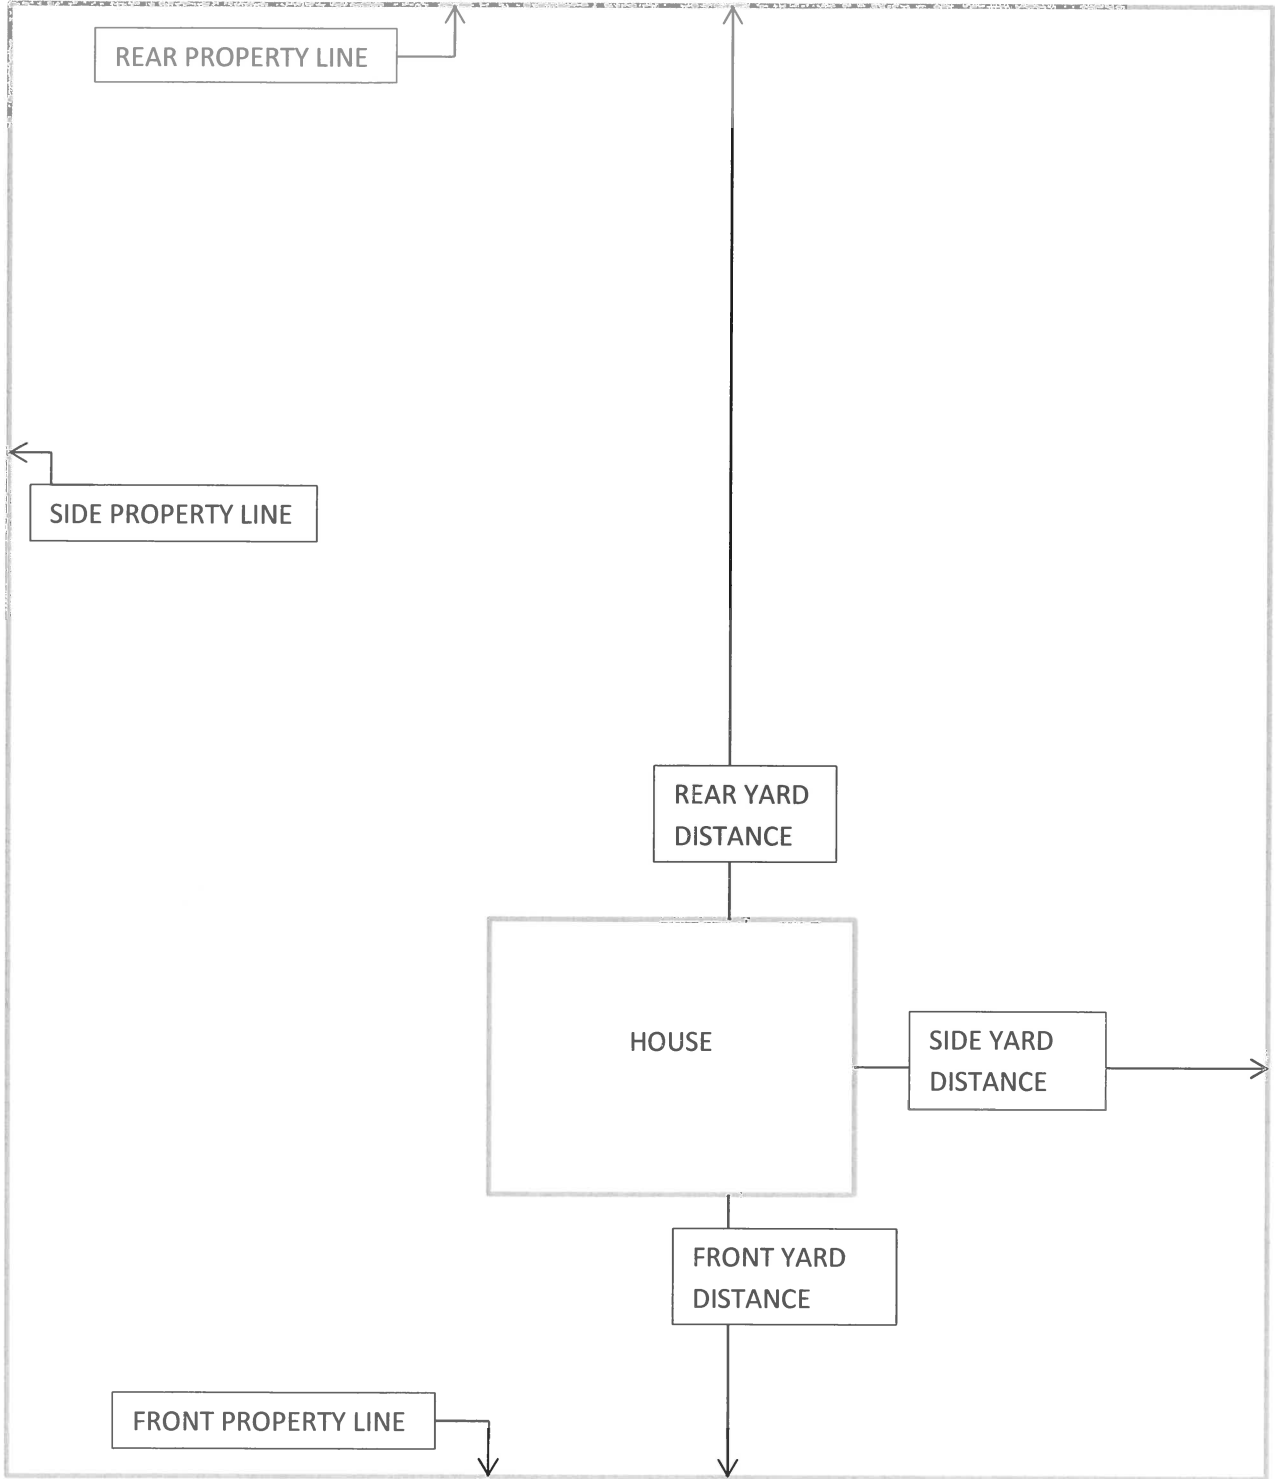 REAR PROPERTY LINE
SIDE PROPERTY LINE
REAR YARD
DISTANCE
HOUSE
SIDE YARD
DISTANCE
FRONT YARD
DISTANCE
FRONT PROPERTY LINE